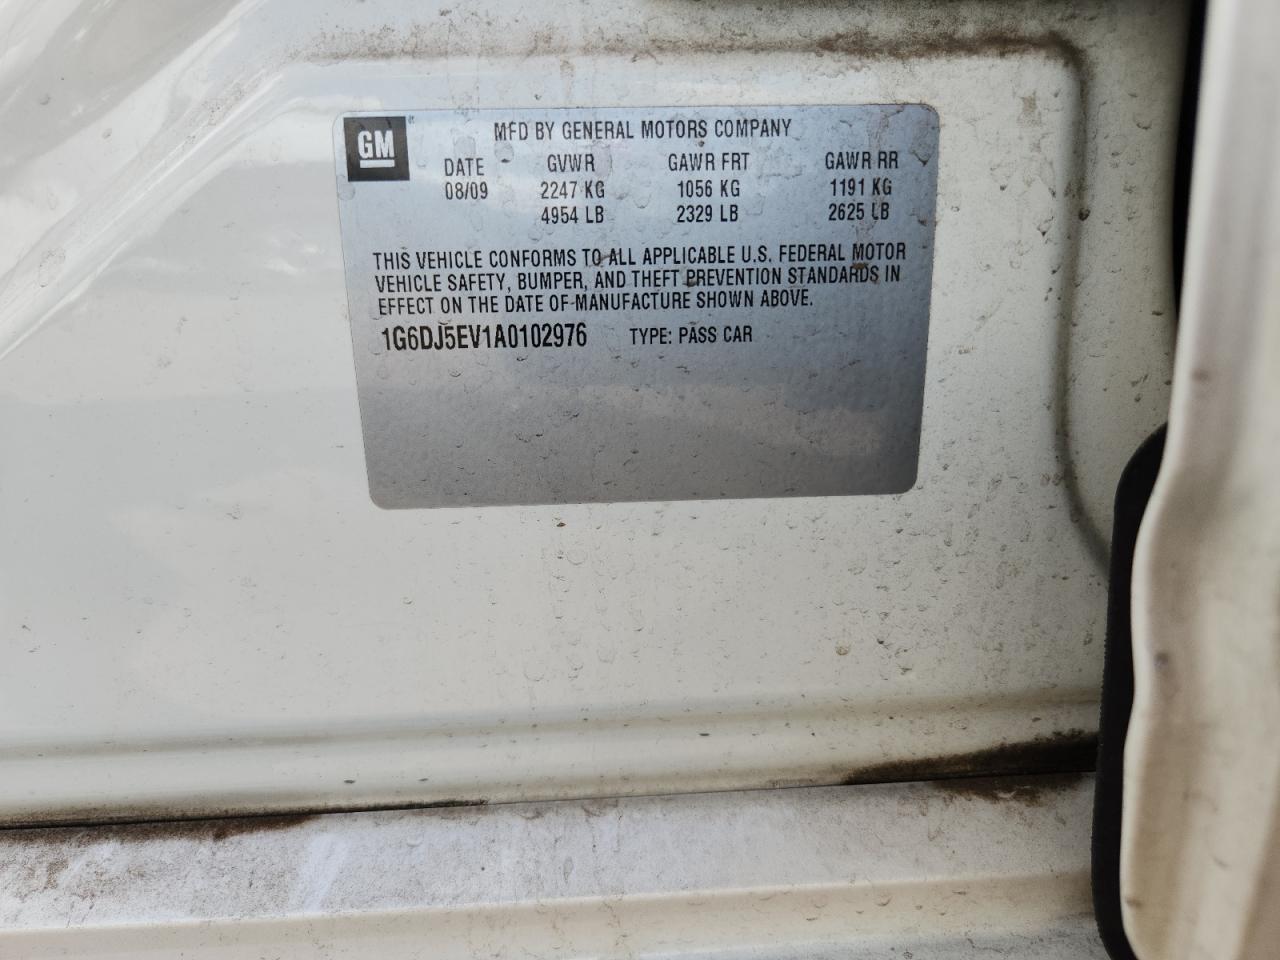 GM
MFD BY GENERAL MOTORS COMPANY
DATE GVWR GAWR FRT GAWR RR
08/09 2247 KG 1056 KG 1191 KG
4954 LB 2329 LB 2625 LB
THIS VEHICLE CONFORMS TO ALL APPLICABLE U.S. FEDERAL MOTOR
VEHICLE SAFETY, BUMPER, AND THEFT PREVENTION STANDARDS IN
EFFECT ON THE DATE OF MANUFACTURE SHOWN ABOVE.
1G6DJ5EV1A0102976 TYPE: PASS CAR